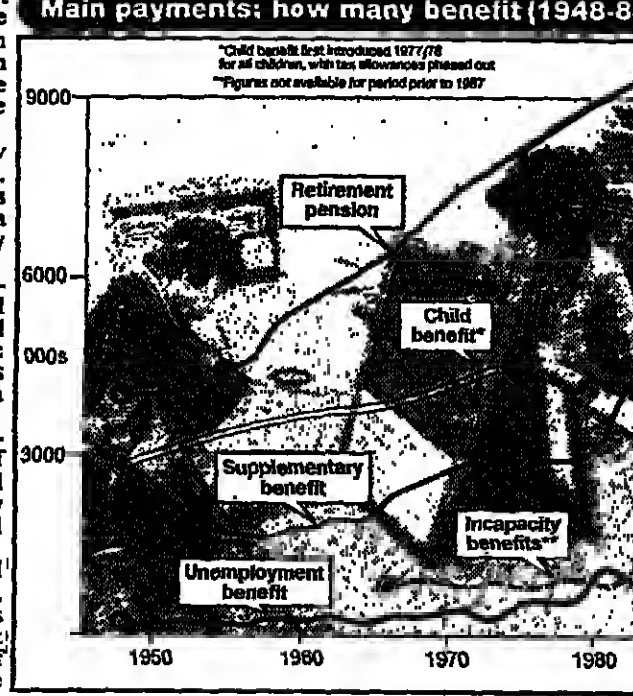 Main payments: how many benefit (1948-8
*Child benefit first introduced 1977/78
for all children, with tax allowances phased out
**Figures not available for period prior to 1967
9000
Retirement
pension
6000
Child
benefit*
000s
3000
Supplementary
benefit
Incapacity
benefits**
Unemployment
benefit
1950
1960
1970
1980